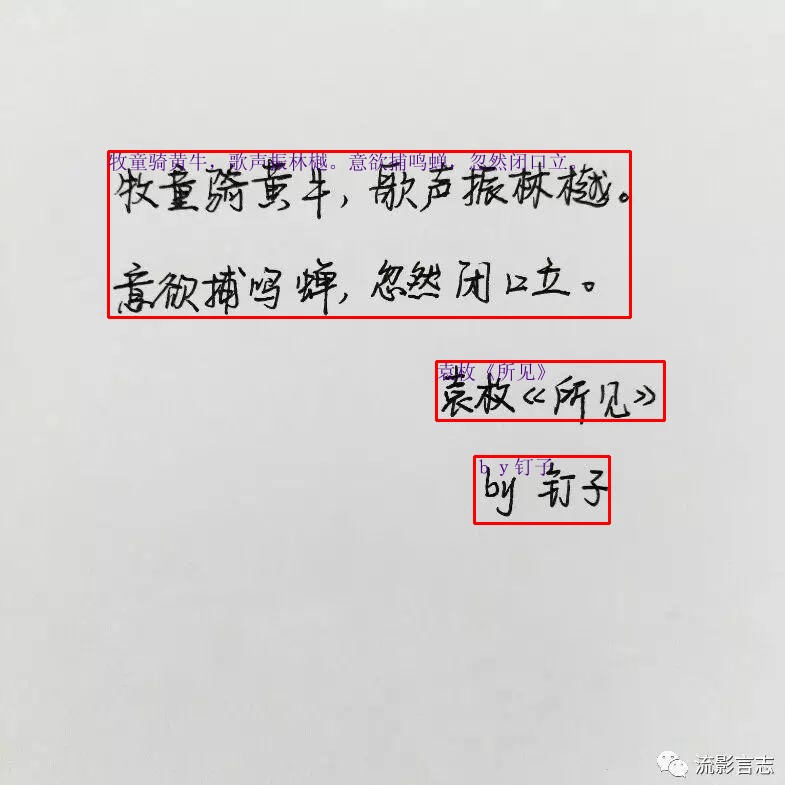 牧童骑黄牛，歌声振林樾。意欲捕鸣蝉，忽然闭口立。
牧童骑黄牛，歌声振林樾。
意欲捕鸣蝉，忽然闭口立。
袁枚《所见》
袁枚《所见》
by钉子
by 钉子
流影言志